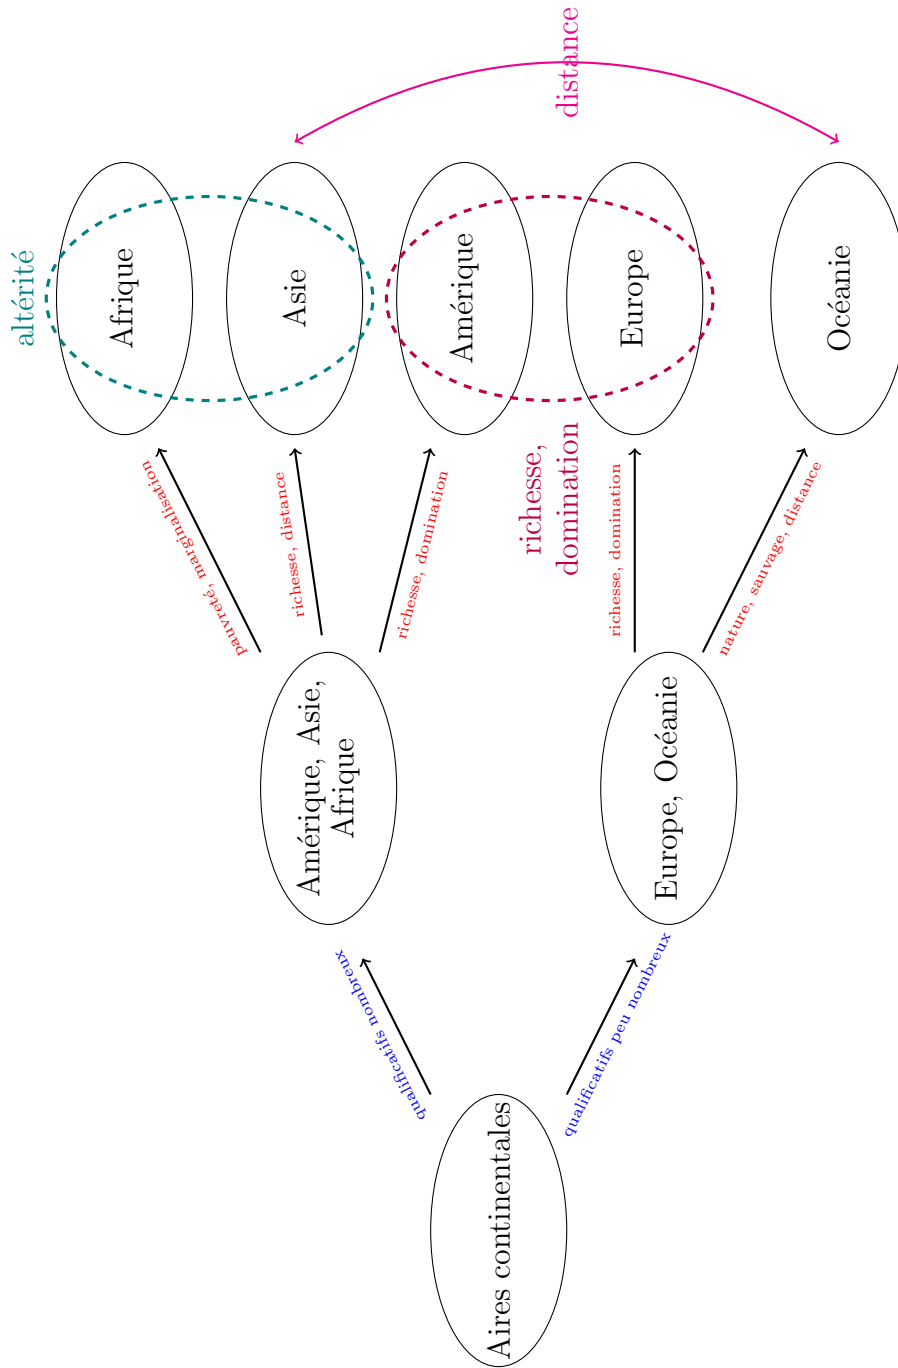 Aires continentales
qualificatifs nombreux
qualificatifs peu nombreux
Amérique, Asie,
Afrique
Europe, Océanie
pauvreté, marginalisation
richesse, distance
richesse, domination
richesse, domination
nature, sauvage, distance
altérité
Afrique
Asie
Amérique
richesse,
domination
Europe
Océanie
distance